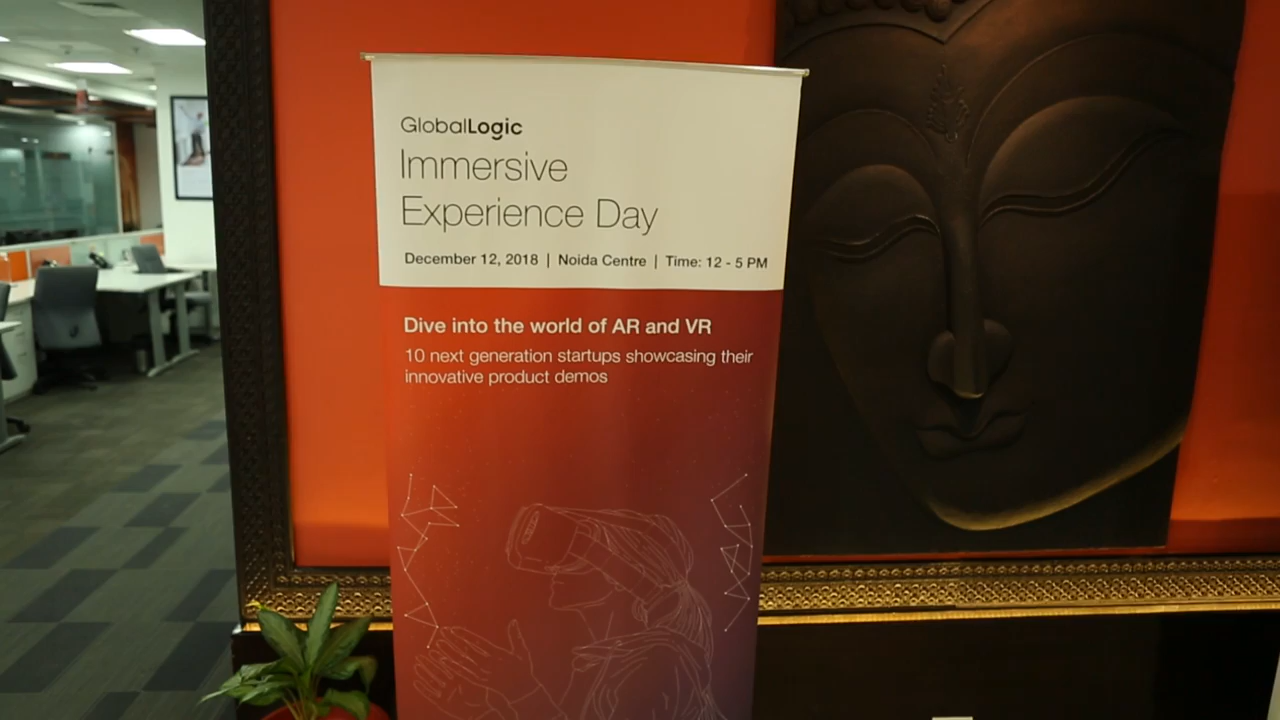 GlobalLogic
Immersive
Experience Day
December 12, 2018 | Noida Centre | Time: 12 - 5 PM
Dive into the world of AR and VR
10 next generation startups showcasing their
innovative product demos